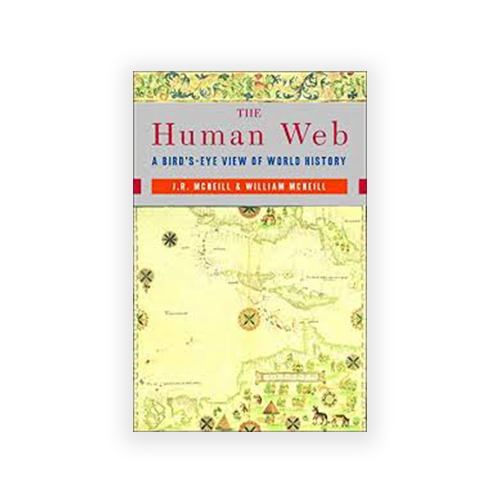 THE
Human Web
A BIRD'S-EYE VIEW OF WORLD HISTORY
J.R. MCNEILL & WILLIAM MCNEILL